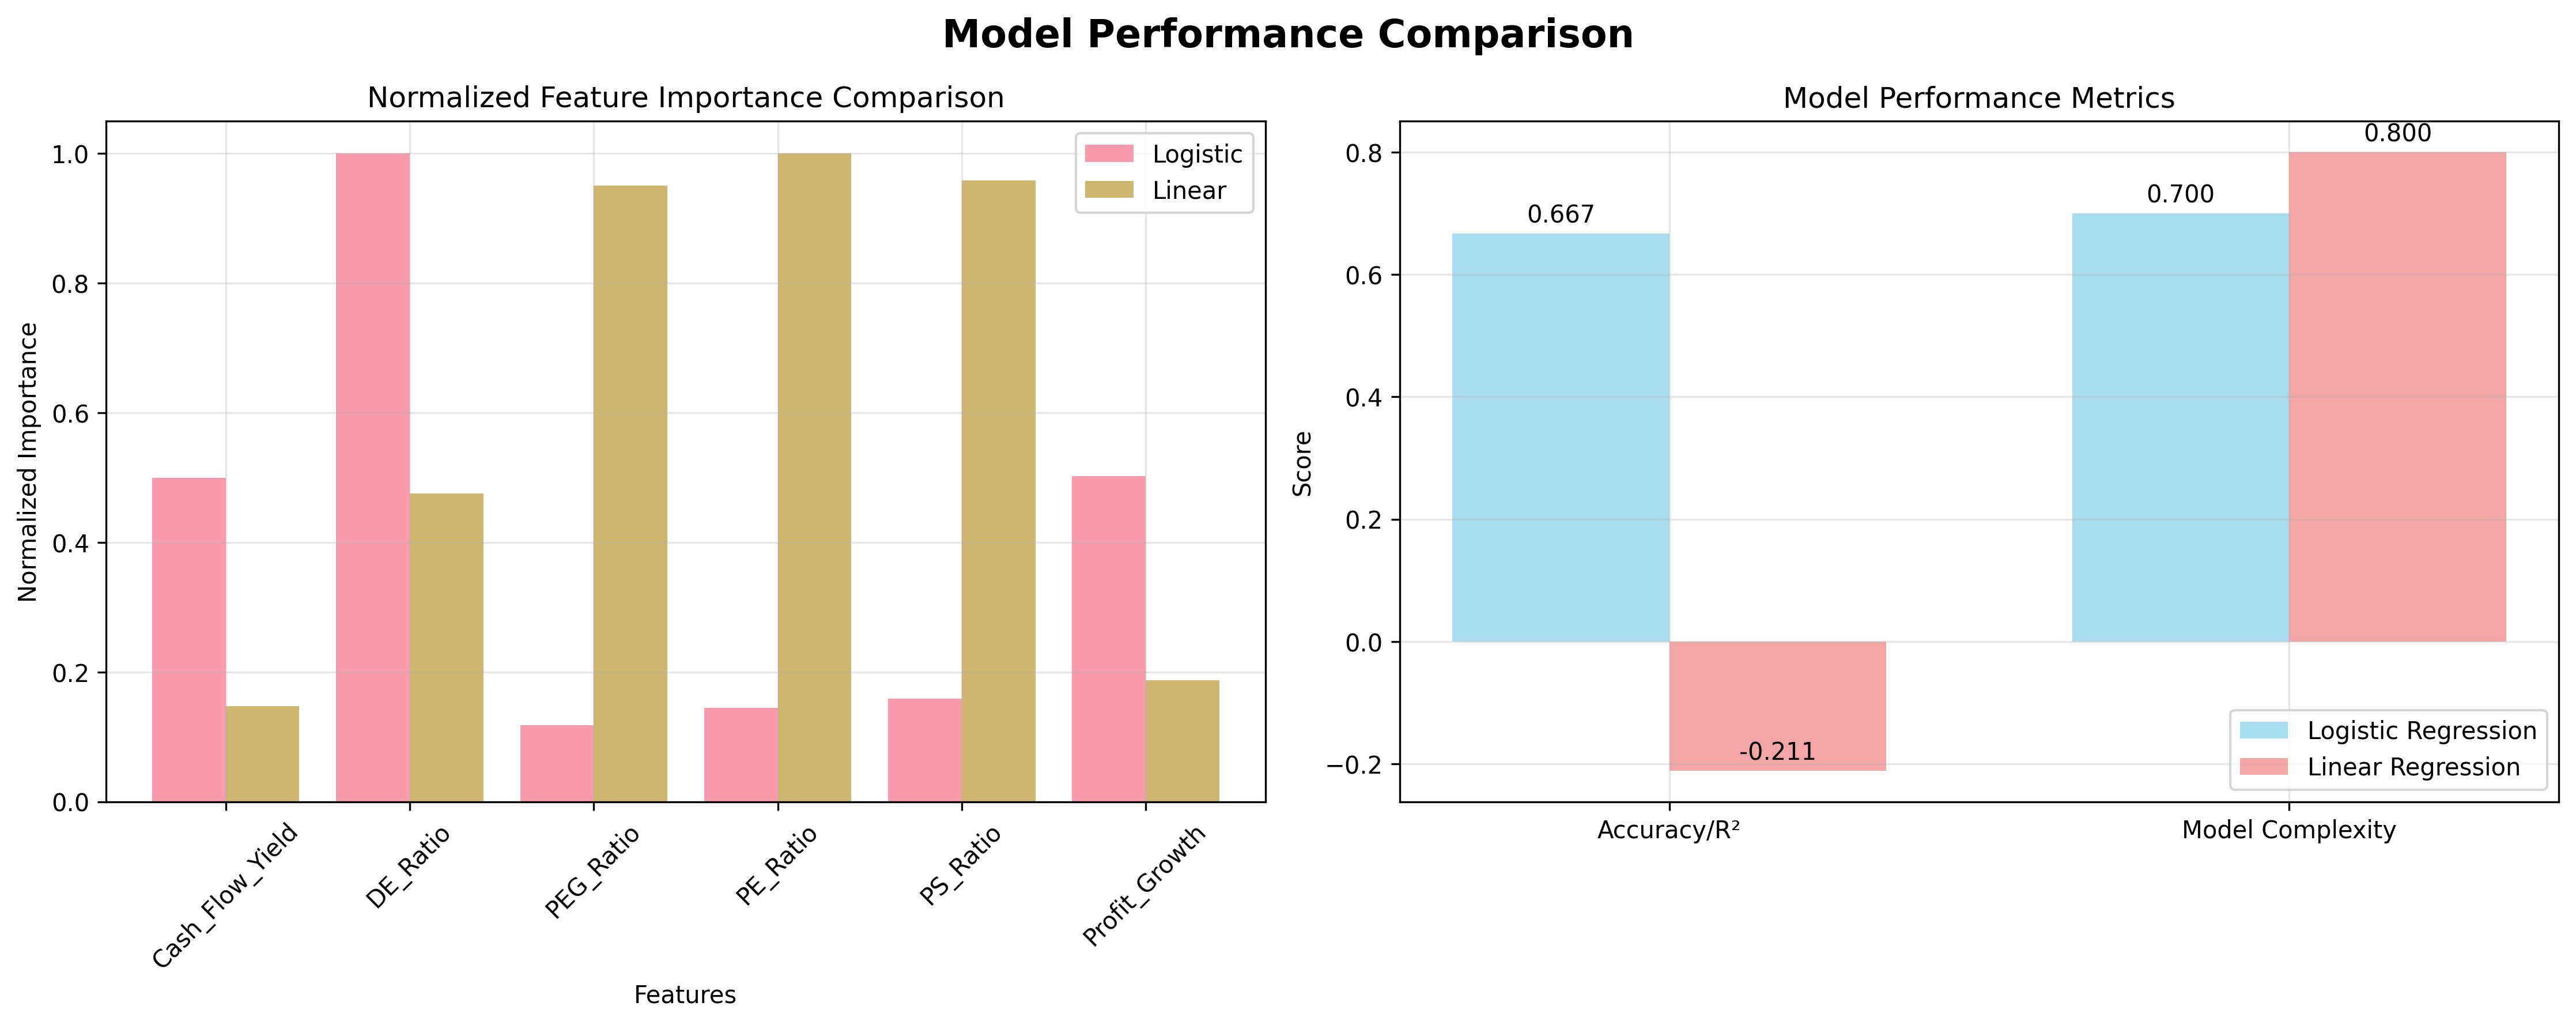 Model Performance Comparison
Normalized Feature Importance Comparison
Logistic
Linear
1.0
0.8
0.6
0.4
0.2
0.0
Normalized Importance
Cash_Flow_Yield
DE_Ratio
PEG_Ratio
PE_Ratio
PS_Ratio
Profit_Growth
Features
Model Performance Metrics
0.8
0.6
0.4
0.2
0.0
−0.2
Score
0.667
-0.211
0.700
0.800
Logistic Regression
Linear Regression
Accuracy/R²
Model Complexity